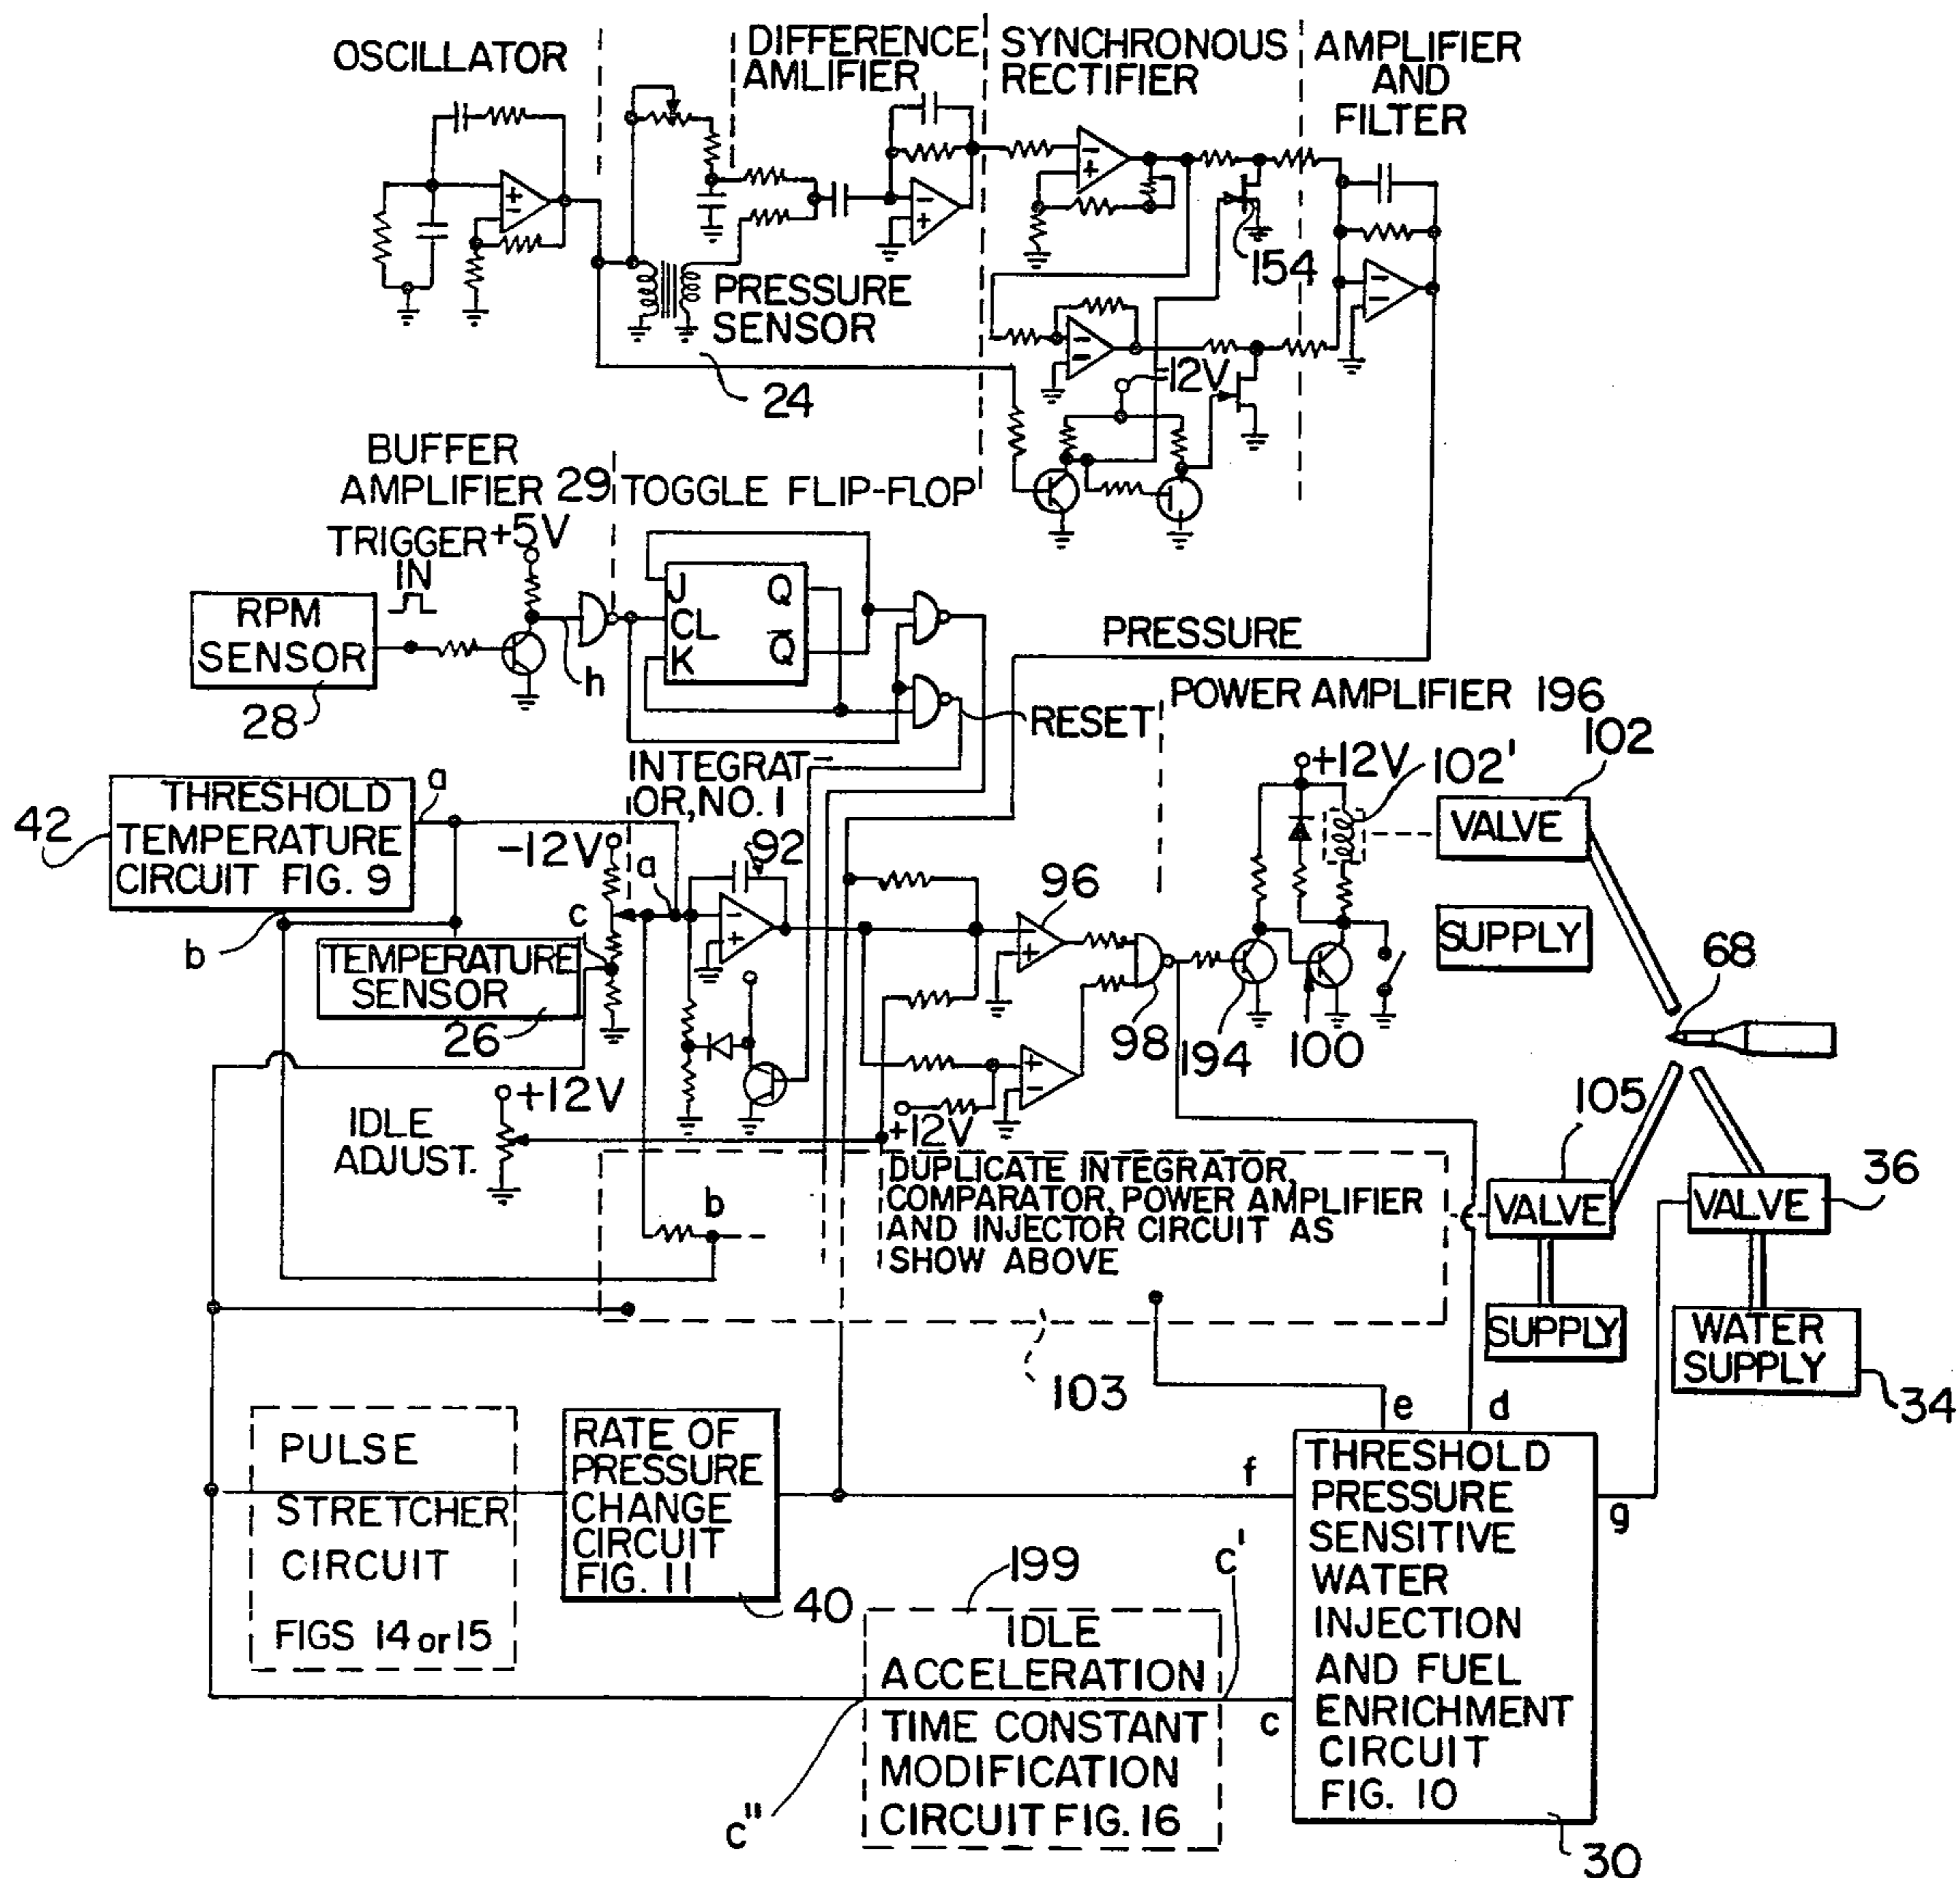 OSCILLATOR
DIFFERENCE
AMLIFIER
SYNCHRONOUS
RECTIFIER
AMPLIFIER
AND
FILTER
+
-
-
+
-
+
154
PRESSURE
SENSOR
24
-
-
-
-
-12V
BUFFER
AMPLIFIER 29
TOGGLE FLIP-FLOP
TRIGGER
IN
+5V
RPM
SENSOR
28
h
J
CL
K
Q
Q̅
PRESSURE
RESET
POWER AMPLIFIER 196
102
102'
+12V
VALVE
SUPPLY
INTEGRAT-
OR, NO. 1
42
THRESHOLD
TEMPERATURE
CIRCUIT FIG. 9
a
b
-12V
a
92
c
-
+
96
-
+
98
194
100
68
TEMPERATURE
SENSOR
26
+12V
IDLE
ADJUST.
+
-
+12V
105
VALVE
36
VALVE
b
DUPLICATE INTEGRATOR,
COMPARATOR, POWER AMPLIFIER
AND INJECTOR CIRCUIT AS
SHOW ABOVE
SUPPLY
WATER
SUPPLY
34
103
e
d
PULSE
STRETCHER
CIRCUIT
FIGS 14 or 15
RATE OF
PRESSURE
CHANGE
CIRCUIT
FIG. 11
40
f
g
THRESHOLD
PRESSURE
SENSITIVE
WATER
INJECTION
AND FUEL
ENRICHMENT
CIRCUIT
FIG. 10
30
199
c'
c
c"
IDLE
ACCELERATION
TIME CONSTANT
MODIFICATION
CIRCUIT FIG. 16